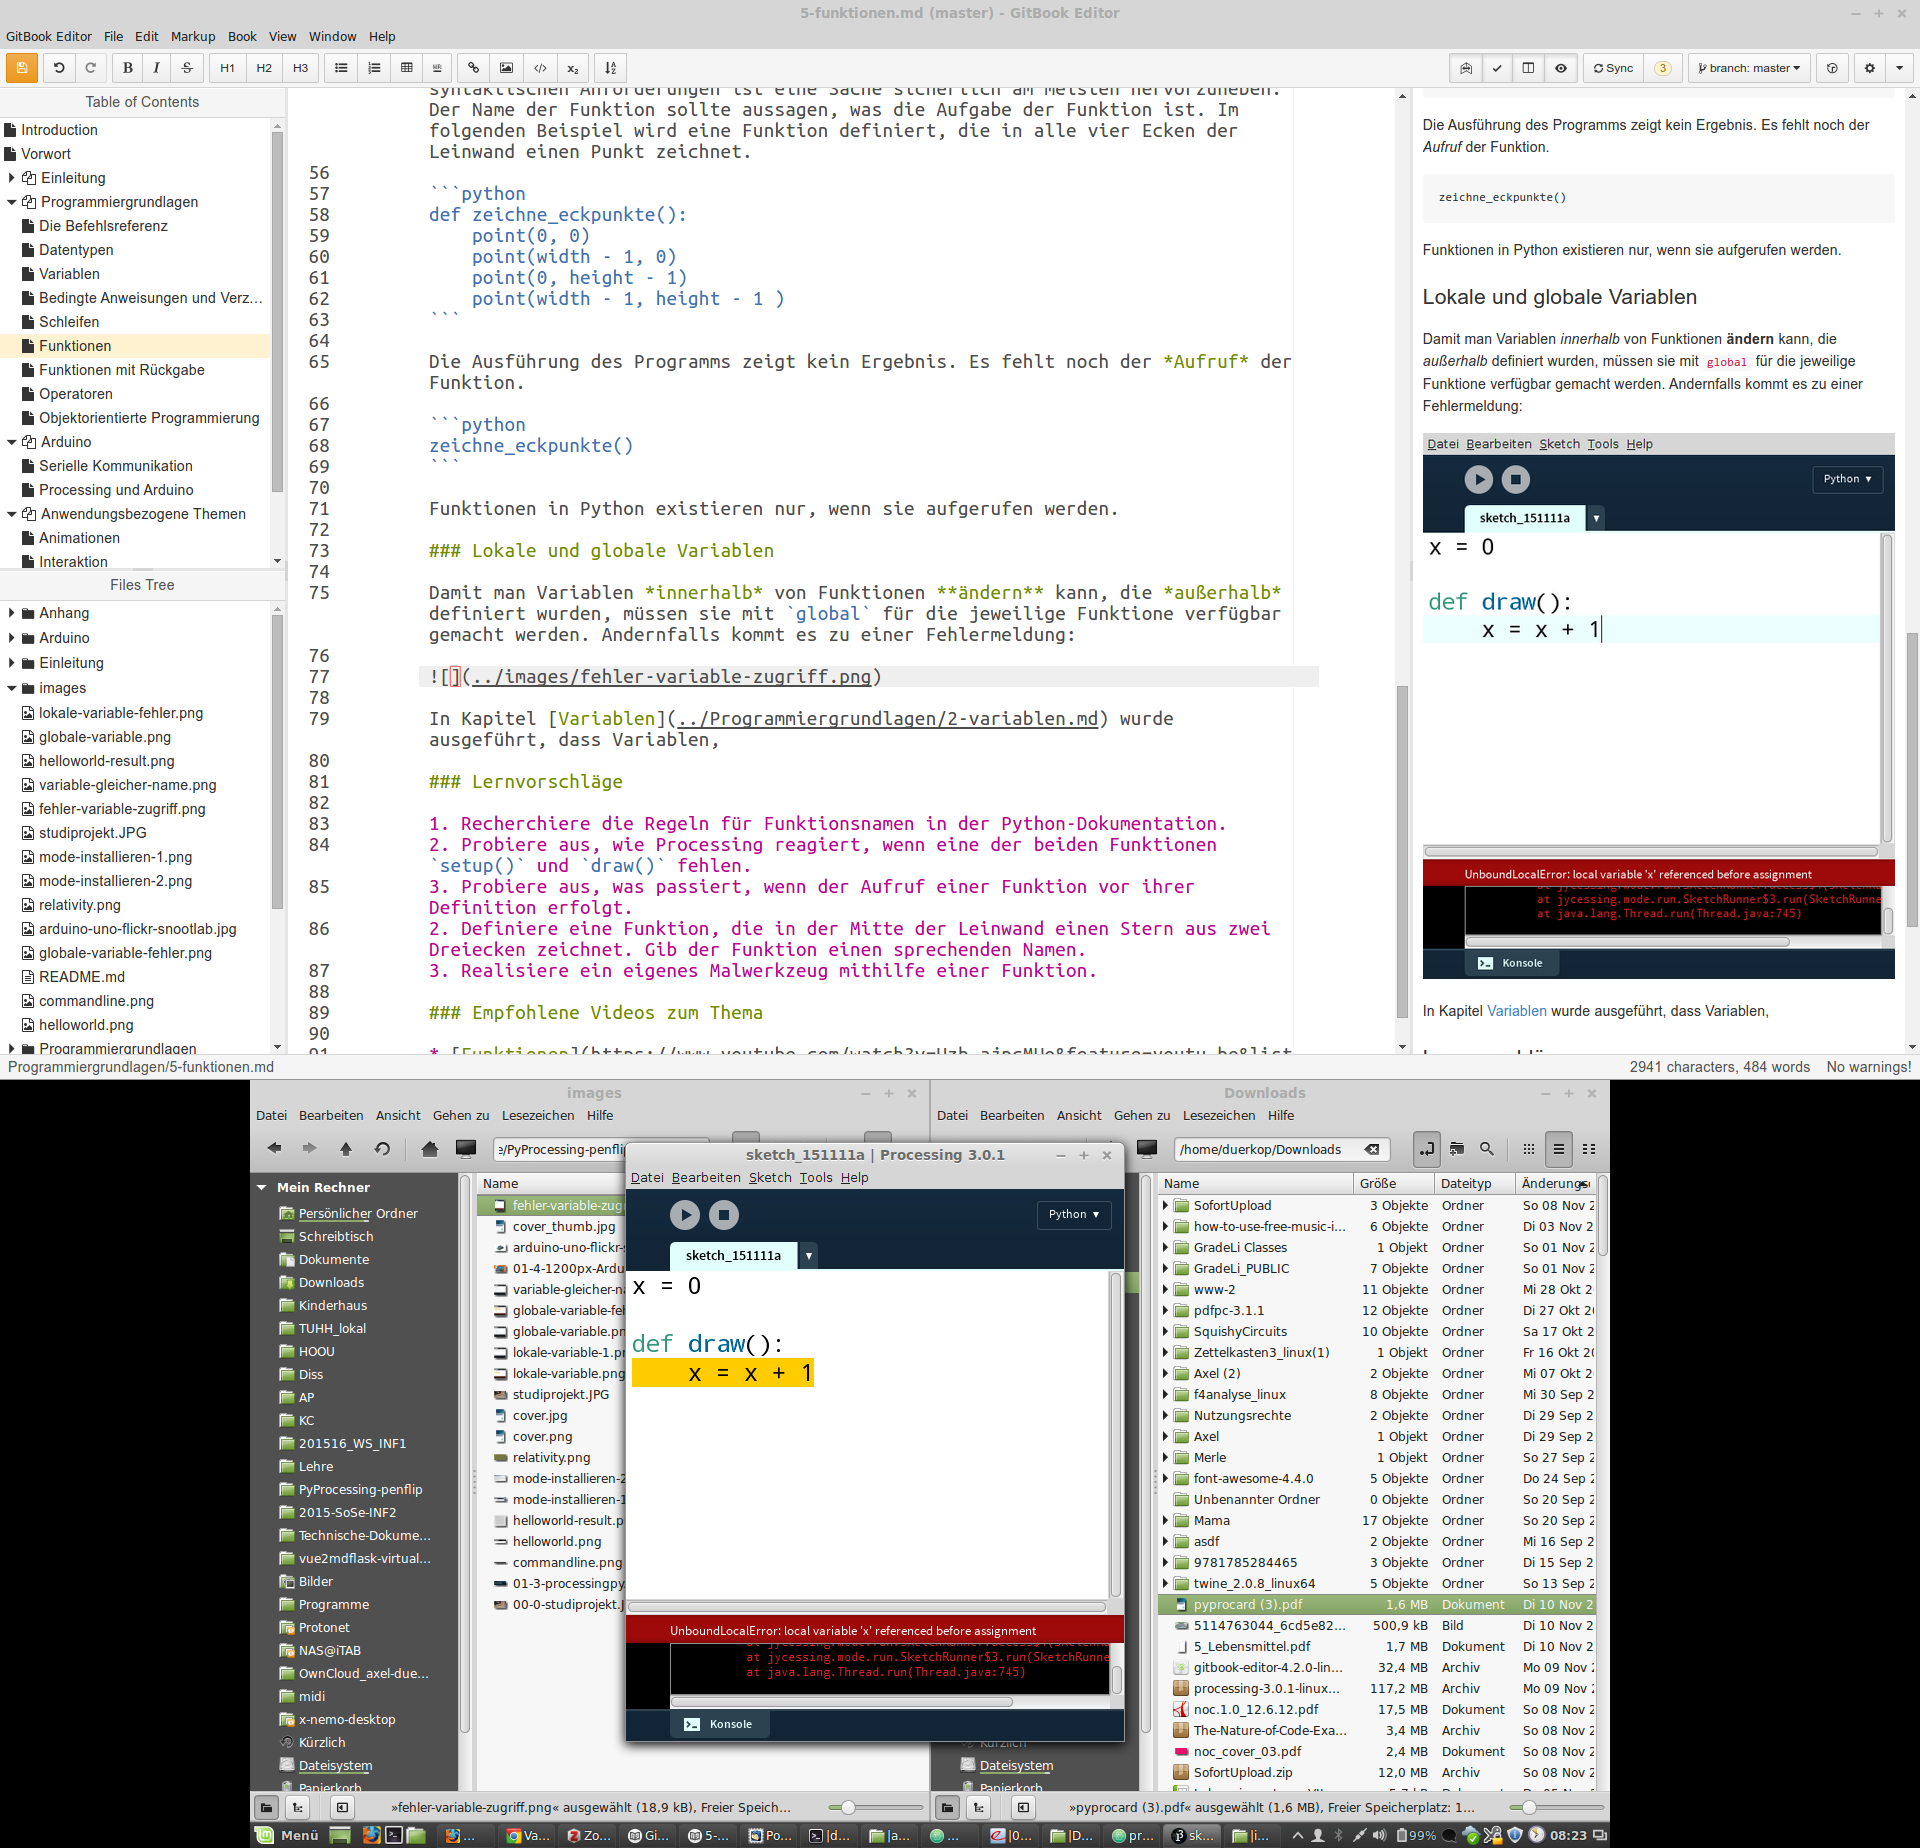 5-funktionen.md (master) - GitBook Editor
GitBook Editor File Edit Markup Book View Window Help
B I S H1 H2 H3
Sync 3 branch: master
Table of Contents
Introduction
Vorwort
Einleitung
Programmiergrundlagen
Die Befehlsreferenz
Datentypen
Variablen
Bedingte Anweisungen und Verz...
Schleifen
Funktionen
Funktionen mit Rückgabe
Operatoren
Objektorientierte Programmierung
Arduino
Serielle Kommunikation
Processing und Arduino
Anwendungsbezogene Themen
Animationen
Interaktion
Files Tree
Anhang
Arduino
Einleitung
images
lokale-variable-fehler.png
globale-variable.png
helloworld-result.png
variable-gleicher-name.png
fehler-variable-zugriff.png
studiprojekt.JPG
mode-installieren-1.png
mode-installieren-2.png
relativity.png
arduino-uno-flickr-snootlab.jpg
globale-variable-fehler.png
README.md
commandline.png
helloworld.png
Programmiergrundlagen
syntaktischen Anforderungen ist eine Sache sicherlich am meisten hervorzuheben.
Der Name der Funktion sollte aussagen, was die Aufgabe der Funktion ist. Im
folgenden Beispiel wird eine Funktion definiert, die in alle vier Ecken der
Leinwand einen Punkt zeichnet.
56
57 ```python
58 def zeichne_eckpunkte():
59 point(0, 0)
60 point(width - 1, 0)
61 point(0, height - 1)
62 point(width - 1, height - 1 )
63 ```
64
65 Die Ausführung des Programms zeigt kein Ergebnis. Es fehlt noch der *Aufruf* der
Funktion.
66
67 ```python
68 zeichne_eckpunkte()
69 ```
70
71 Funktionen in Python existieren nur, wenn sie aufgerufen werden.
72
73 ### Lokale und globale Variablen
74
75 Damit man Variablen *innerhalb* von Funktionen **ändern** kann, die *außerhalb*
definiert wurden, müssen sie mit `global` für die jeweilige Funktione verfügbar
gemacht werden. Andernfalls kommt es zu einer Fehlermeldung:
76
77 ![](../images/fehler-variable-zugriff.png)
78
79 In Kapitel [Variablen](../Programmiergrundlagen/2-variablen.md) wurde
ausgeführt, dass Variablen,
80
81 ### Lernvorschläge
82
83 1. Recherchiere die Regeln für Funktionsnamen in der Python-Dokumentation.
84 2. Probiere aus, wie Processing reagiert, wenn eine der beiden Funktionen
`setup()` und `draw()` fehlen.
85 3. Probiere aus, was passiert, wenn der Aufruf einer Funktion vor ihrer
Definition erfolgt.
86 2. Definiere eine Funktion, die in der Mitte der Leinwand einen Stern aus zwei
Dreiecken zeichnet. Gib der Funktion einen sprechenden Namen.
87 3. Realisiere ein eigenes Malwerkzeug mithilfe einer Funktion.
88
89 ### Empfohlene Videos zum Thema
90
Die Ausführung des Programms zeigt kein Ergebnis. Es fehlt noch der
Aufruf der Funktion.
zeichne_eckpunkte()
Funktionen in Python existieren nur, wenn sie aufgerufen werden.
Lokale und globale Variablen
Damit man Variablen innerhalb von Funktionen ändern kann, die
außerhalb definiert wurden, müssen sie mit global für die jeweilige
Funktione verfügbar gemacht werden. Andernfalls kommt es zu einer
Fehlermeldung:
Datei Bearbeiten Sketch Tools Help
Python
sketch_151111a
x = 0
def draw():
x = x + 1
UnboundLocalError: local variable 'x' referenced before assignment
at jycessing.mode.run.SketchRunner$3.run(SketchRunne
at java.lang.Thread.run(Thread.java:745)
Konsole
In Kapitel Variablen wurde ausgeführt, dass Variablen,
Programmiergrundlagen/5-funktionen.md
2941 characters, 484 words No warnings!
images
Datei Bearbeiten Ansicht Gehen zu Lesezeichen Hilfe
/PyProcessing-penfli
Mein Rechner
Persönlicher Ordner
Schreibtisch
Dokumente
Downloads
Kinderhaus
TUHH_lokal
HOOU
Diss
AP
KC
201516_WS_INF1
Lehre
PyProcessing-penflip
2015-SoSe-INF2
Technische-Dokume...
vue2mdflask-virtual...
Bilder
Programme
Protonet
NAS@iTAB
OwnCloud_axel-due...
midi
x-nemo-desktop
Kürzlich
Dateisystem
Papierkorb
Name
fehler-variable-zug
cover_thumb.jpg
arduino-uno-flickr-
01-4-1200px-Ardu
variable-gleicher-n
globale-variable-feh
globale-variable.pn
lokale-variable-1.pn
lokale-variable.png
studiprojekt.JPG
cover.jpg
cover.png
relativity.png
mode-installieren-2
mode-installieren-1
helloworld-result.p
helloworld.png
commandline.png
01-3-processingpy
00-0-studiprojekt.J
»fehler-variable-zugriff.png« ausgewählt (18,9 kB), Freier Speich...
sketch_151111a | Processing 3.0.1
Datei Bearbeiten Sketch Tools Help
Python
sketch_151111a
x = 0
def draw():
x = x + 1
UnboundLocalError: local variable 'x' referenced before assignment
at jycessing.mode.run.SketchRunner$3.run(SketchRunne
at java.lang.Thread.run(Thread.java:745)
Konsole
Downloads
Datei Bearbeiten Ansicht Gehen zu Lesezeichen Hilfe
/home/duerkop/Downloads
Kürzlich
Dateisystem
Papierkorb
Name Größe Dateityp Änderungs
SofortUpload 3 Objekte Ordner So 08 Nov 2
how-to-use-free-music-i... 6 Objekte Ordner Di 03 Nov 2
GradeLi Classes 1 Objekt Ordner So 01 Nov 2
GradeLi_PUBLIC 7 Objekte Ordner So 01 Nov 2
www-2 11 Objekte Ordner Mi 28 Okt 2
pdfpc-3.1.1 12 Objekte Ordner Di 27 Okt 2
SquishyCircuits 10 Objekte Ordner Sa 17 Okt 2
Zettelkasten3_linux(1) 1 Objekt Ordner Fr 16 Okt 2
Axel (2) 2 Objekte Ordner Mi 07 Okt 2
f4analyse_linux 8 Objekte Ordner Mi 30 Sep 2
Nutzungsrechte 2 Objekte Ordner Di 29 Sep 2
Axel 1 Objekt Ordner Di 29 Sep 2
Merle 1 Objekt Ordner So 27 Sep 2
font-awesome-4.4.0 5 Objekte Ordner Do 24 Sep 2
Unbenannter Ordner 0 Objekte Ordner So 20 Sep 2
Mama 17 Objekte Ordner So 20 Sep 2
asdf 2 Objekte Ordner Mi 16 Sep 2
9781785284465 3 Objekte Ordner Di 15 Sep 2
twine_2.0.8_linux64 5 Objekte Ordner So 13 Sep 2
pyprocard (3).pdf 1,6 MB Dokument Di 10 Nov 2
5114763044_6cd5e82... 500,9 kB Bild Di 10 Nov 2
5_Lebensmittel.pdf 1,7 MB Dokument Di 10 Nov 2
gitbook-editor-4.2.0-lin... 32,4 MB Archiv Mo 09 Nov 2
processing-3.0.1-linux... 117,2 MB Archiv Mo 09 Nov 2
noc.1.0_12.6.12.pdf 17,5 MB Dokument So 08 Nov 2
The-Nature-of-Code-Exa... 3,4 MB Archiv So 08 Nov 2
noc_cover_03.pdf 2,4 MB Dokument So 08 Nov 2
SofortUpload.zip 12,0 MB Archiv So 08 Nov 2
»pyprocard (3).pdf« ausgewählt (1,6 MB), Freier Speicherplatz: 1...
Menü ... Va... Zo... Gi... 5-... Po... |d... |a... ... |0... |D... pr... sk... |i... 99% 08:23